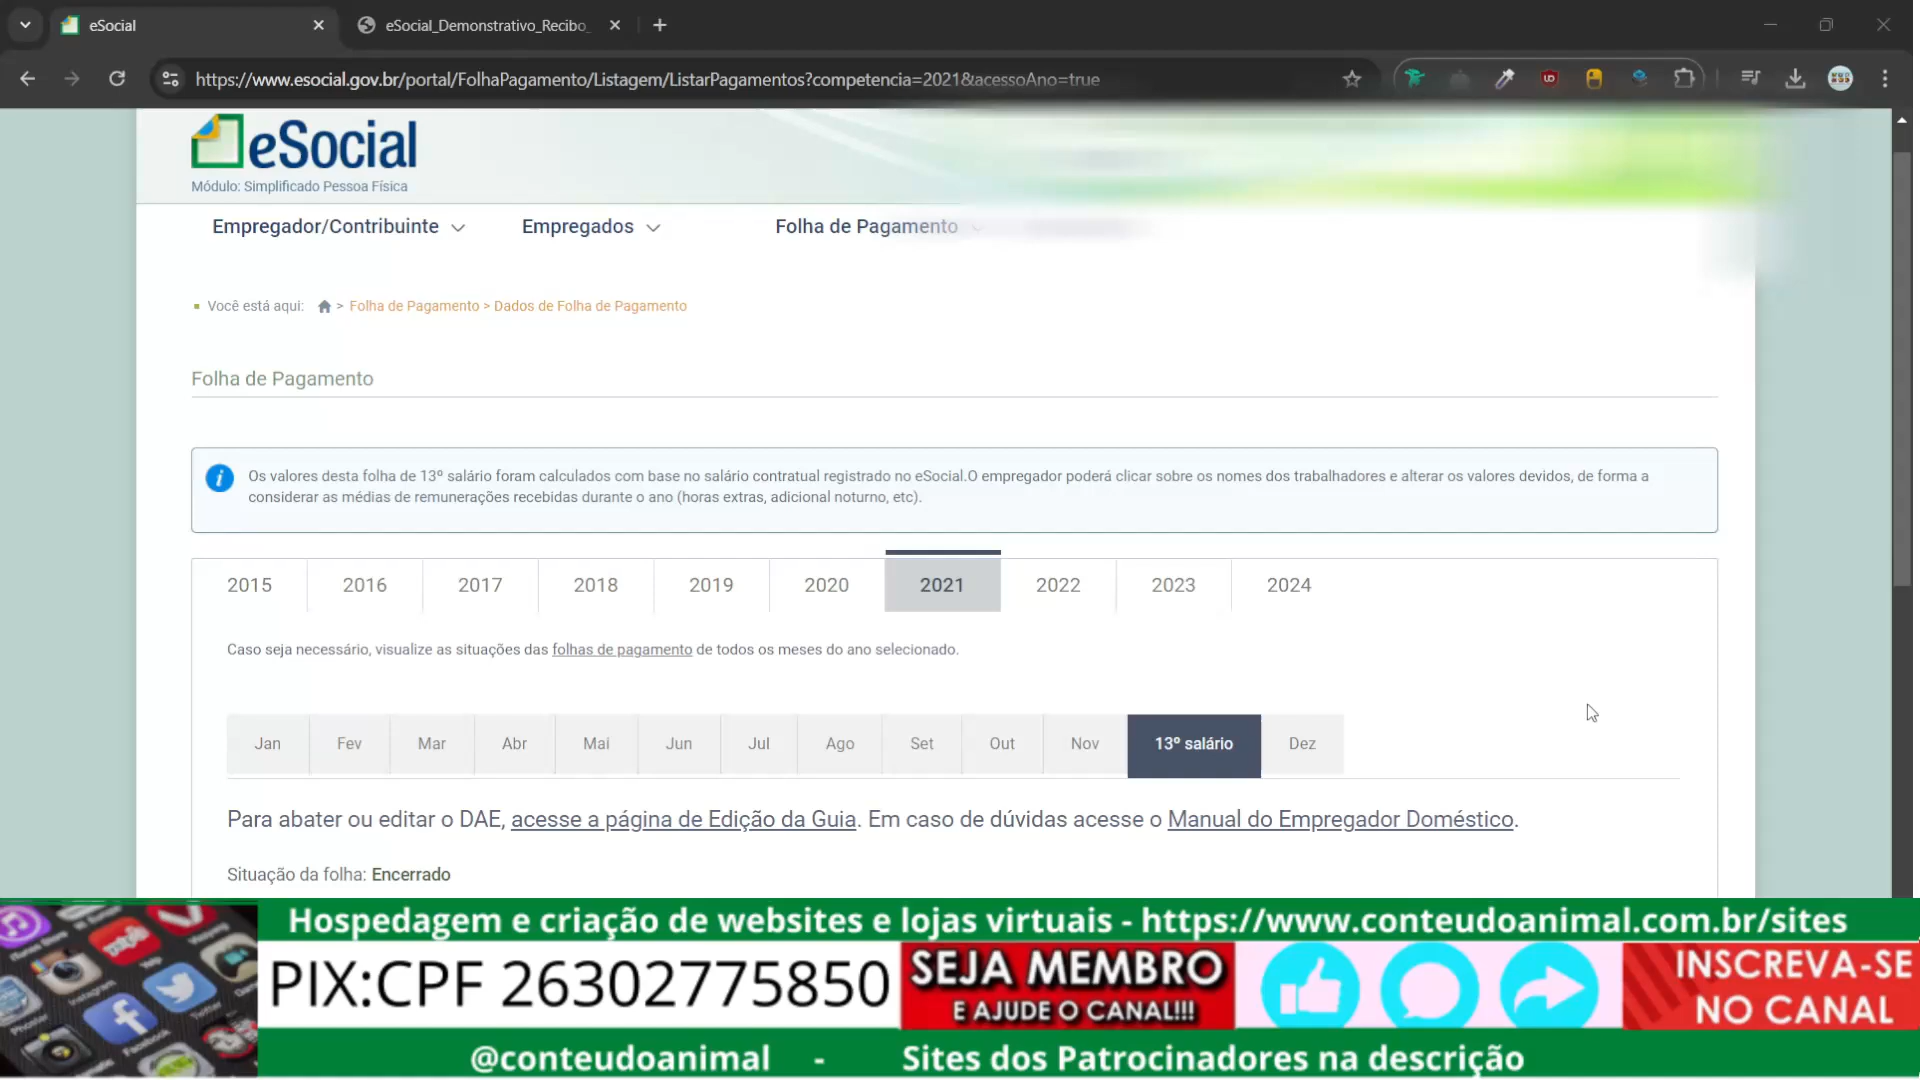 eSocial
eSocial_Demonstrativo_Recibo_
https://www.esocial.gov.br/portal/FolhaPagamento/Listagem/ListarPagamentos?competencia=2021&acessoAno=true
eSocial
Módulo: Simplificado Pessoa Física
Empregador/Contribuinte
Empregados
Folha de Pagamento
Você está aqui: > Folha de Pagamento > Dados de Folha de Pagamento
Folha de Pagamento
Os valores desta folha de 13º salário foram calculados com base no salário contratual registrado no eSocial.O empregador poderá clicar sobre os nomes dos trabalhadores e alterar os valores devidos, de forma a
considerar as médias de remunerações recebidas durante o ano (horas extras, adicional noturno, etc).
2015 2016 2017 2018 2019 2020 2021 2022 2023 2024
Caso seja necessário, visualize as situações das folhas de pagamento de todos os meses do ano selecionado.
Jan Fev Mar Abr Mai Jun Jul Ago Set Out Nov 13º salário Dez
Para abater ou editar o DAE, acesse a página de Edição da Guia. Em caso de dúvidas acesse o Manual do Empregador Doméstico.
Situação da folha: Encerrado
Hospedagem e criação de websites e lojas virtuais - https://www.conteudoanimal.com.br/sites
PIX:CPF 26302775850
SEJA MEMBRO
E AJUDE O CANAL!!!
INSCREVA-SE
NO CANAL
@conteudoanimal - Sites dos Patrocinadores na descrição